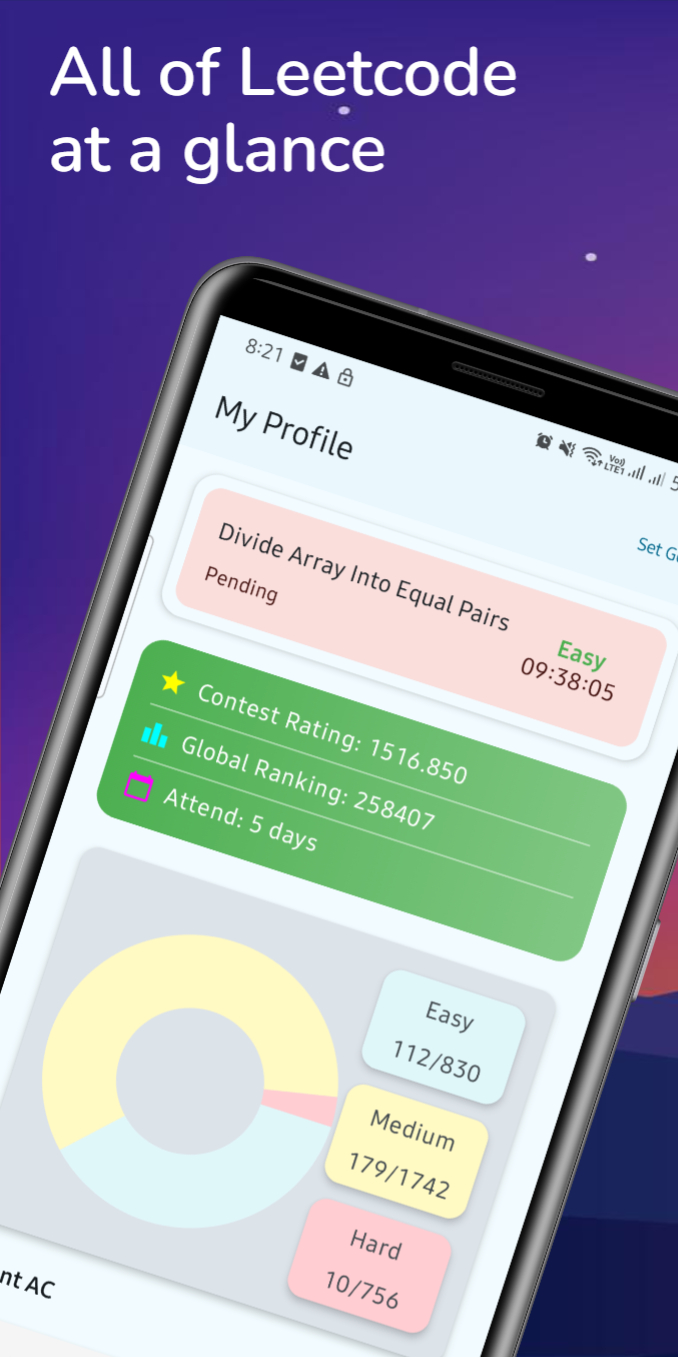 All of Leetcode
at a glance
8:21
Vo))
LTE1
My Profile
Divide Array Into Equal Pairs
Pending
Easy
09:38:05
Contest Rating: 1516.850
Global Ranking: 258407
Attend: 5 days
Easy
112/830
Medium
179/1742
Hard
10/756
AC